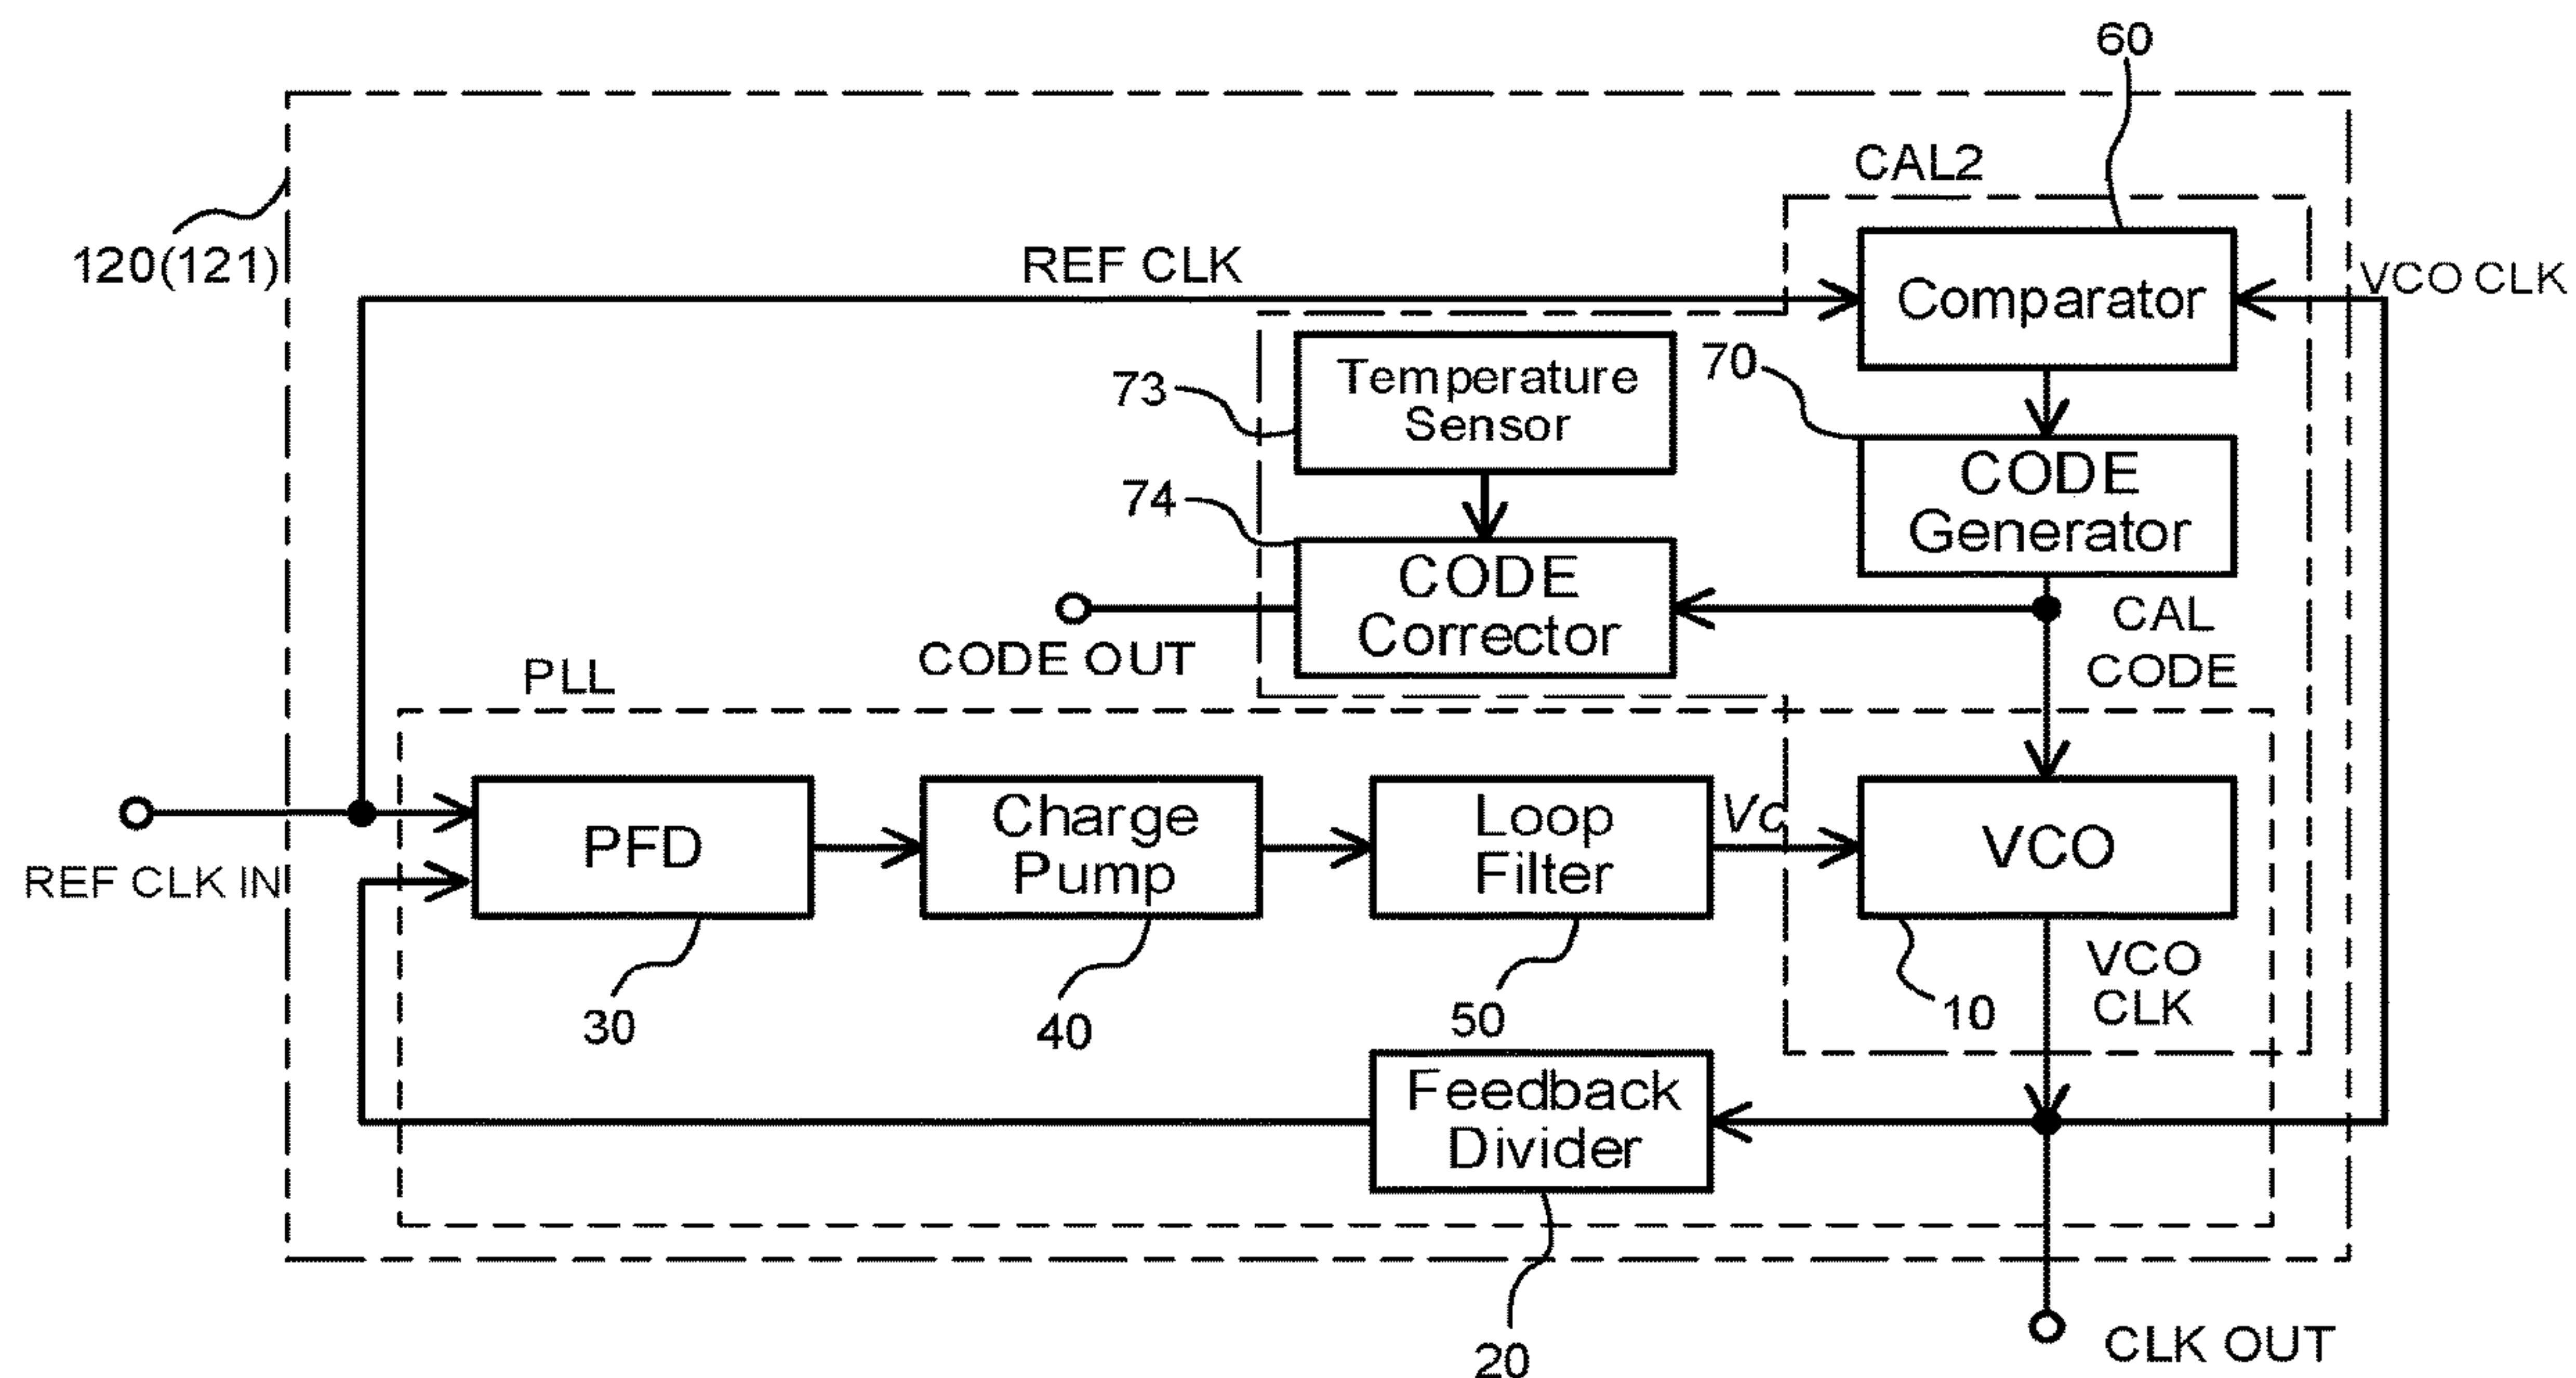 60
CAL2
120(121)
REF CLK
Comparator
VCO CLK
73
Temperature
Sensor
70
74
CODE
Generator
CODE
Corrector
CODE OUT
CAL
CODE
PLL
REF CLK IN
PFD
Charge
Pump
Loop
Filter
Vc
VCO
30
40
50
10
VCO
CLK
Feedback
Divider
20
CLK OUT